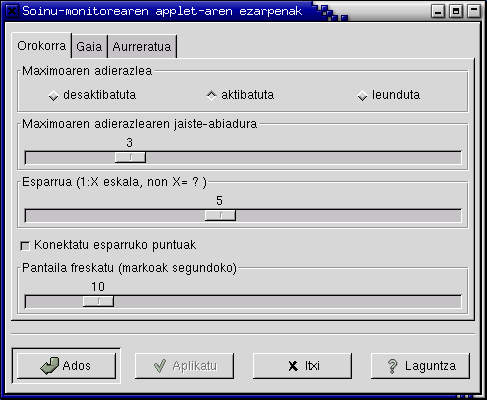 Soinu-monitorearen applet-aren ezarpenak
Orokorra Gaia Aurreratua
Maximoaren adierazlea
desaktibatuta aktibatuta leunduta
Maximoaren adierazlearen jaiste-abiadura
3
Esparrua (1:X eskala, non X= ? )
5
Konektatu esparruko puntuak
Pantaila freskatu (markoak segundoko)
10
Ados Aplikatu Itxi Laguntza